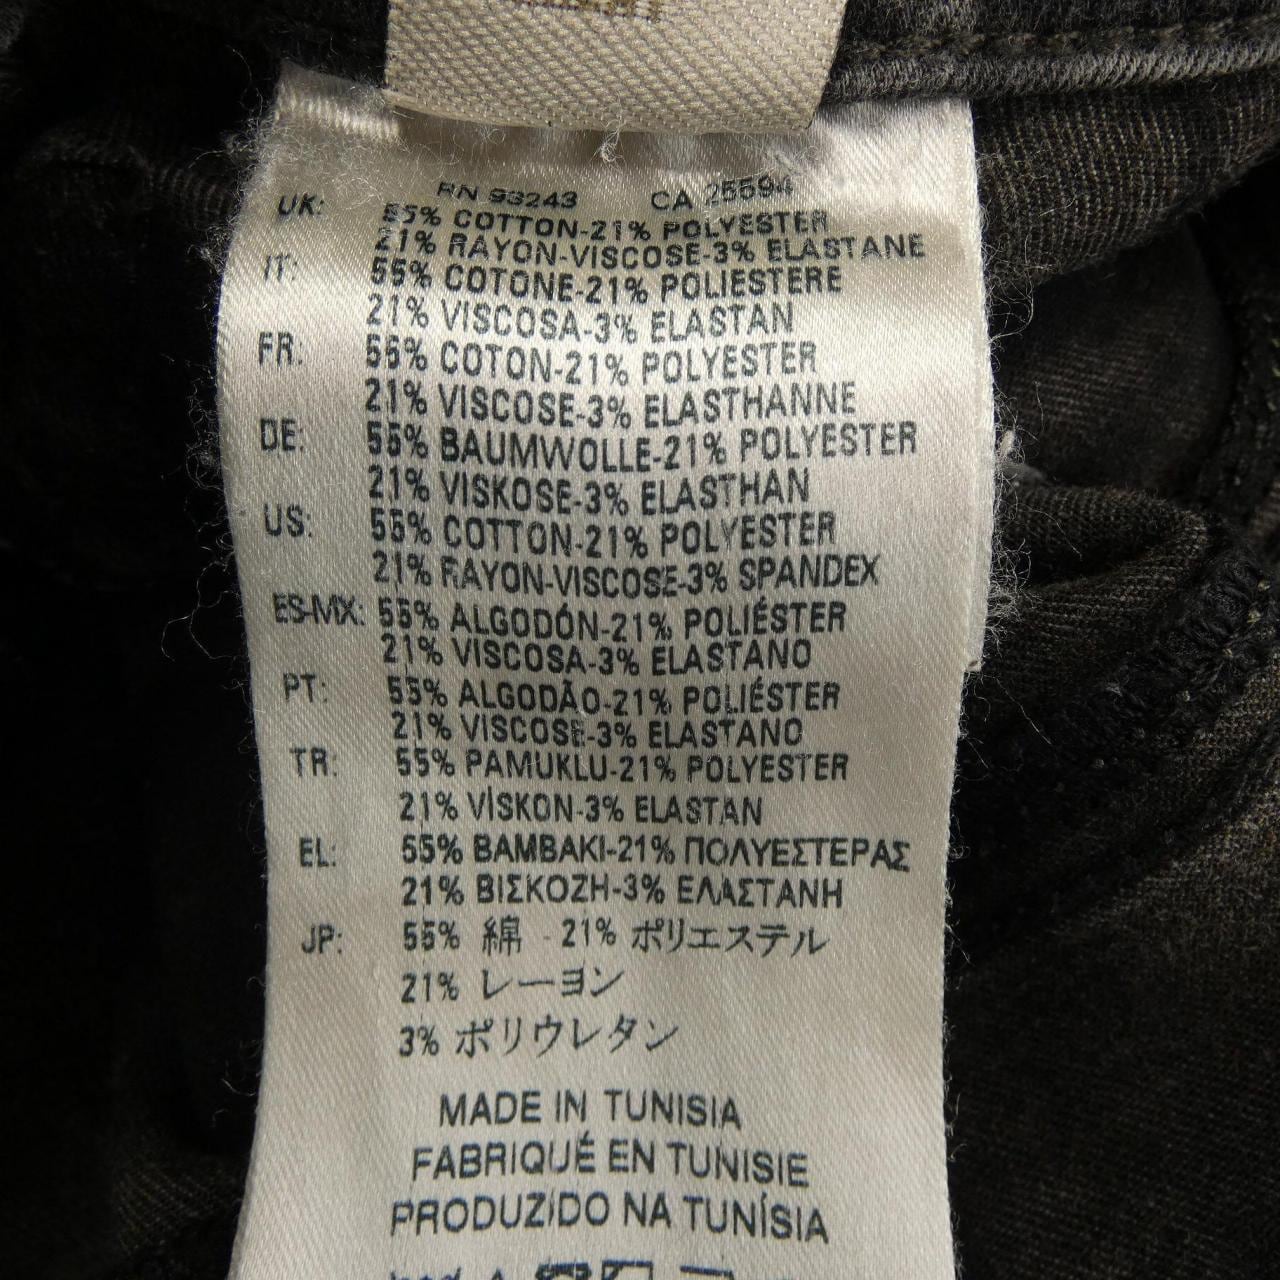 RN 93243 CA 25594
UK: 55% COTTON-21% POLYESTER
21% RAYON-VISCOSE-3% ELASTANE
IT: 55% COTONE-21% POLIESTERE
21% VISCOSA-3% ELASTAN
FR. 55% COTON-21% POLYESTER
21% VISCOSE-3% ELASTHANNE
DE: 55% BAUMWOLLE-21% POLYESTER
21% VISKOSE-3% ELASTHAN
US: 55% COTTON-21% POLYESTER
21% RAYON-VISCOSE-3% SPANDEX
ES-MX: 55% ALGODÓN-21% POLIÉSTER
21% VISCOSA-3% ELASTANO
PT: 55% ALGODÃO-21% POLIÉSTER
21% VISCOSE-3% ELASTANO
TR: 55% PAMUKLU-21% POLYESTER
21% VİSKON-3% ELASTAN
EL: 55% BAMBAKI-21% ΠΟΛΥΕΣΤΕΡΑΣ
21% ΒΙΣΚΟΖΗ-3% ΕΛΑΣΤΑΝΗ
JP: 55% 綿 - 21% ポリエステル
21% レーヨン
3% ポリウレタン
MADE IN TUNISIA
FABRIQUÉ EN TUNISIE
PRODUZIDO NA TUNÍSIA